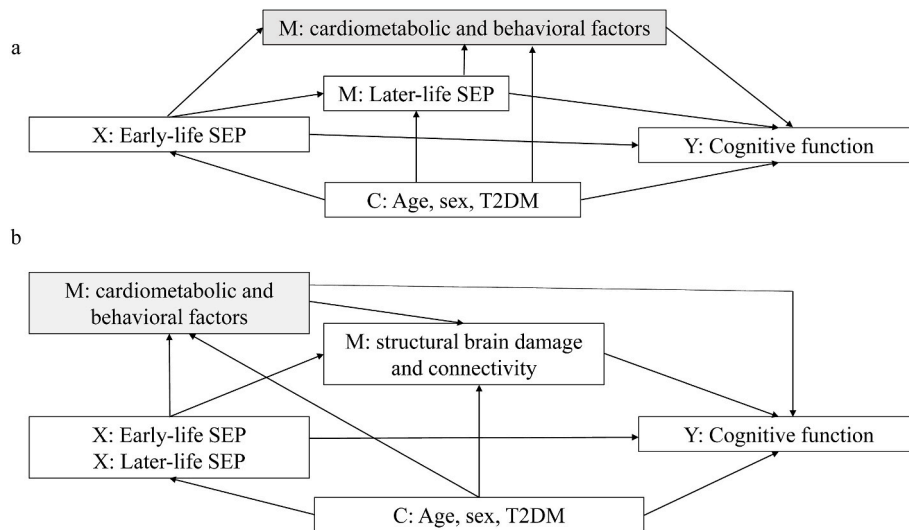 a
M: cardiometabolic and behavioral factors
M: Later-life SEP
X: Early-life SEP
Y: Cognitive function
C: Age, sex, T2DM
b
M: cardiometabolic and
behavioral factors
M: structural brain damage
and connectivity
X: Early-life SEP
X: Later-life SEP
Y: Cognitive function
C: Age, sex, T2DM